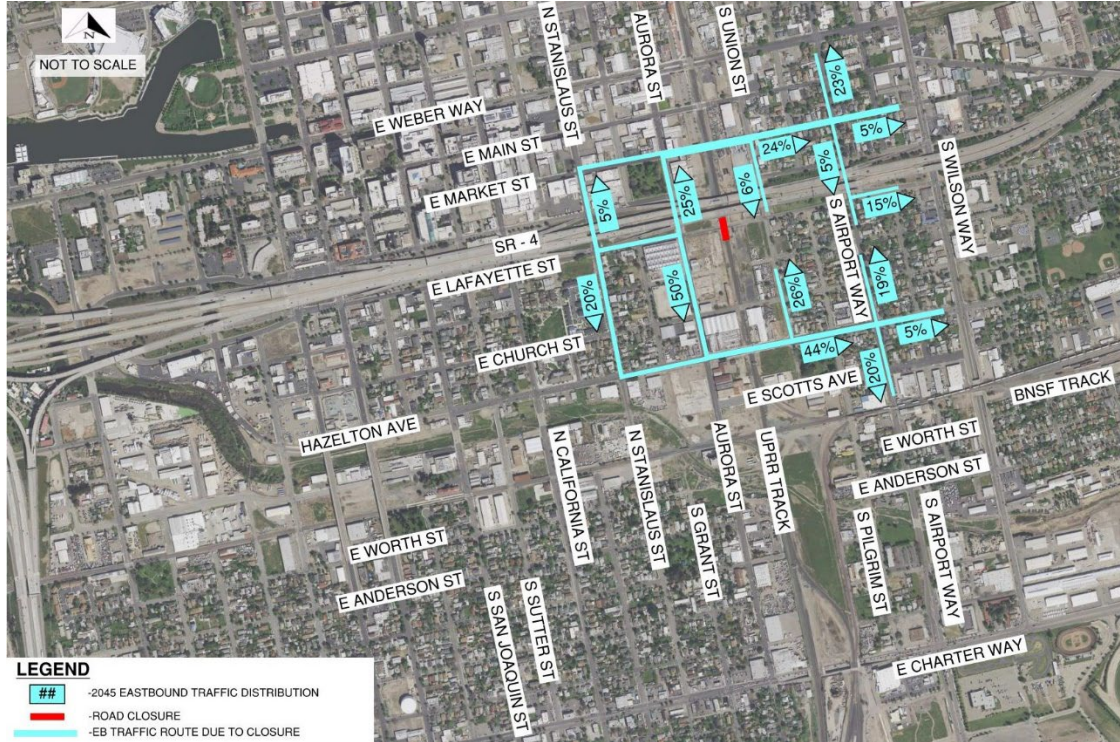 N
NOT TO SCALE
N STANISLAUS ST
AURORA ST
S UNION ST
E WEBER WAY
E MAIN ST
E MARKET ST
23%
5%
24%
5%
S WILSON WAY
5%
25%
6%
15%
S AIRPORT WAY
SR - 4
E LAFAYETTE ST
20%
50%
26%
19%
E CHURCH ST
44%
5%
20%
E SCOTTS AVE
BNSF TRACK
HAZELTON AVE
E WORTH ST
E ANDERSON ST
N CALIFORNIA ST
N STANISLAUS ST
AURORA ST
UPRR TRACK
S GRANT ST
S PILGRIM ST
S AIRPORT WAY
E WORTH ST
E ANDERSON ST
S SAN JOAQUIN ST
S SUTTER ST
E CHARTER WAY
LEGEND
## -2045 EASTBOUND TRAFFIC DISTRIBUTION
-ROAD CLOSURE
-EB TRAFFIC ROUTE DUE TO CLOSURE